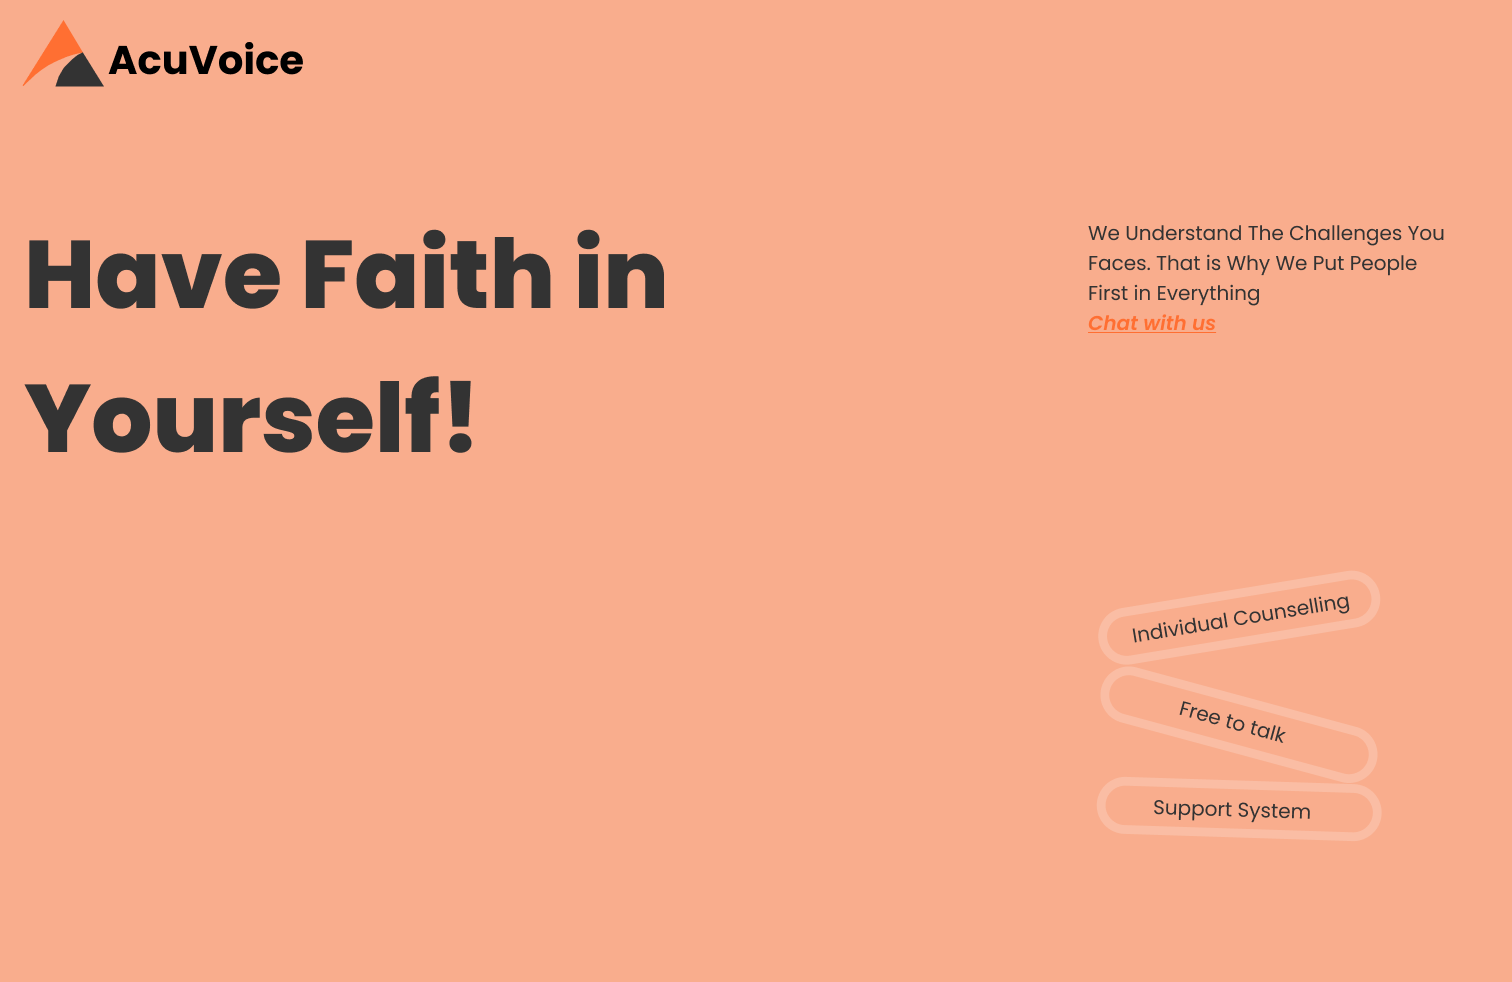 AcuVoice
Have Faith in
Yourself!
We Understand The Challenges You
Faces. That is Why We Put People
First in Everything
Chat with us
Individual Counselling
Free to talk
Support System